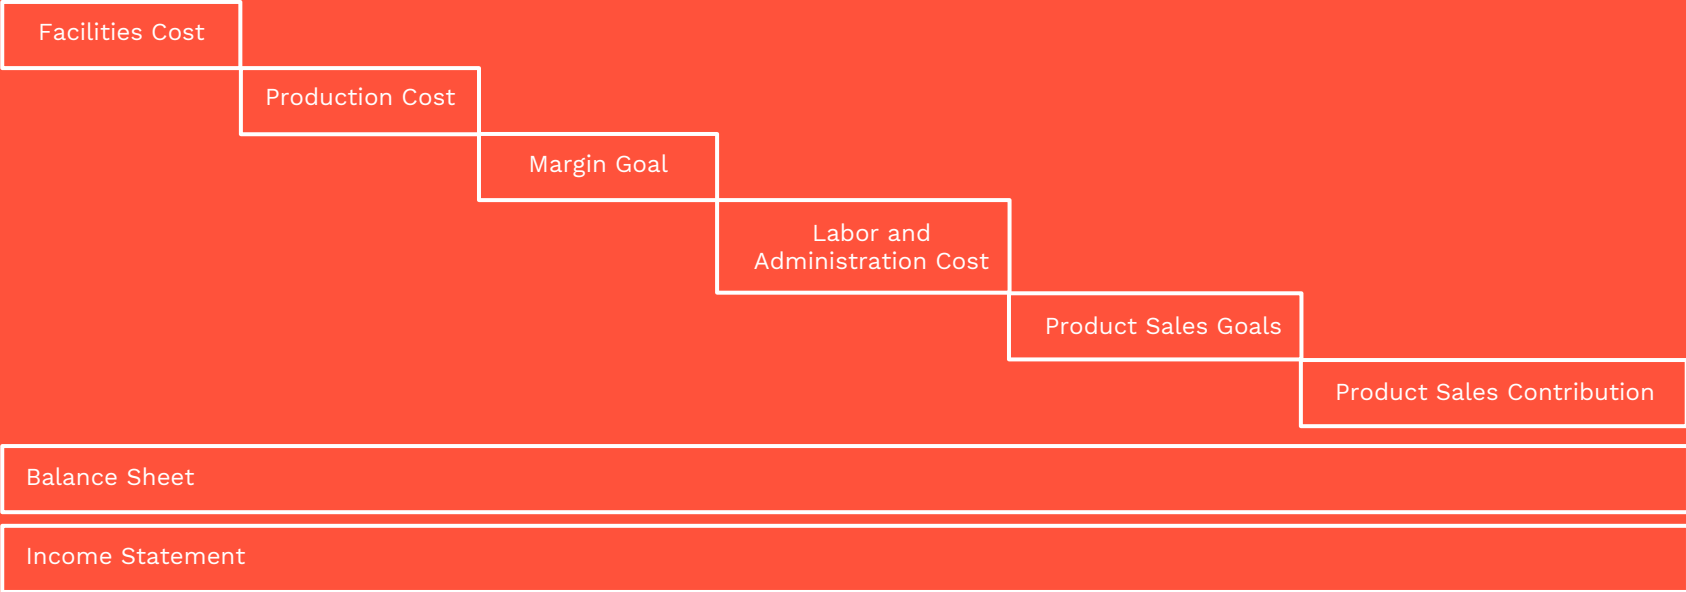 Facilities Cost
Production Cost
Margin Goal
Labor and
Administration Cost
Product Sales Goals
Product Sales Contribution
Balance Sheet
Income Statement